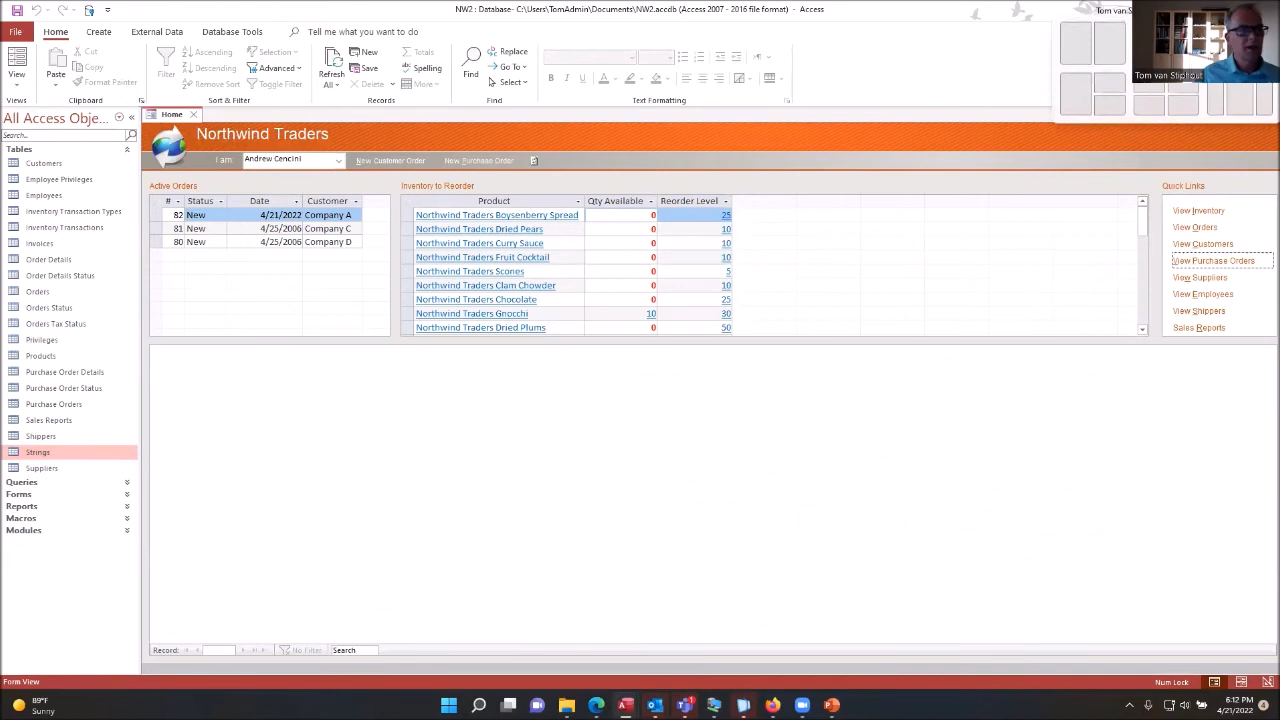 NW2 : Database- C:\Users\TomAdmin\Documents\NW2.accdb (Access 2007 - 2016 file format) - Access
Tom van
File Home Create External Data Database Tools Tell me what you want to do
View
Views
Paste
Cut
Copy
Format Painter
Clipboard
Filter
Ascending
Descending
Remove Sort
Selection
Advanced
Toggle Filter
Sort & Filter
Refresh All
New
Save
Delete
Totals
Spelling
More
Records
Find
Replace
Go To
Select
Find
B I U A
Text Formatting
Tom van Stiphout
All Access Obje...
Search...
Tables
Customers
Employee Privileges
Employees
Inventory Transaction Types
Inventory Transactions
Invoices
Order Details
Order Details Status
Orders
Orders Status
Orders Tax Status
Privileges
Products
Purchase Order Details
Purchase Order Status
Purchase Orders
Sales Reports
Shippers
Strings
Suppliers
Queries
Forms
Reports
Macros
Modules
Home
Northwind Traders
I am: Andrew Cencini New Customer Order New Purchase Order
Active Orders
# Status Date Customer
82 New 4/21/2022 Company A
81 New 4/25/2006 Company C
80 New 4/25/2006 Company D
Inventory to Reorder
Product Qty Available Reorder Level
Northwind Traders Boysenberry Spread 0 25
Northwind Traders Dried Pears 0 10
Northwind Traders Curry Sauce 0 10
Northwind Traders Fruit Cocktail 0 10
Northwind Traders Scones 0 5
Northwind Traders Clam Chowder 0 10
Northwind Traders Chocolate 0 25
Northwind Traders Gnocchi 10 30
Northwind Traders Dried Plums 0 50
Quick Links
View Inventory
View Orders
View Customers
View Purchase Orders
View Suppliers
View Employees
View Shippers
Sales Reports
Record: No Filter Search
Form View
Num Lock
89°F
Sunny
1
6:12 PM
4/21/2022